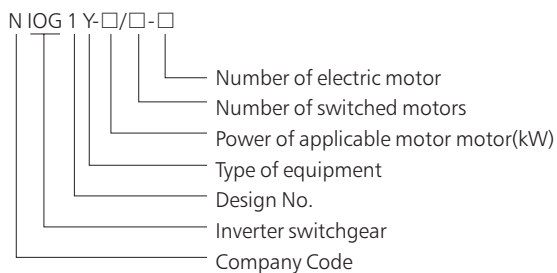 N IOG 1 Y-□/□-□
Number of electric motor
Number of switched motors
Power of applicable motor motor(kW)
Type of equipment
Design No.
Inverter switchgear
Company Code